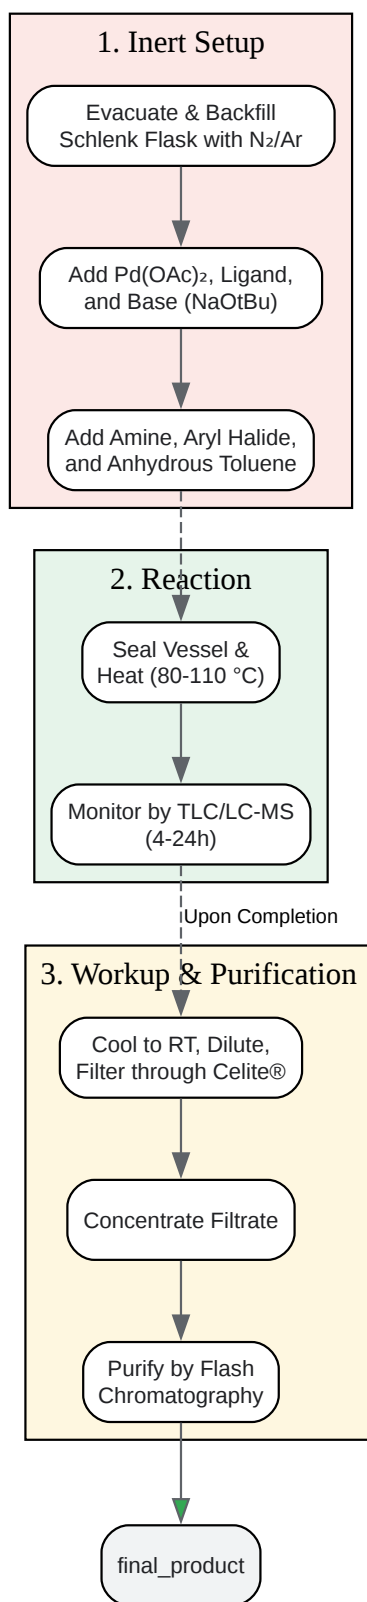 1. Inert Setup
Evacuate & Backfill
Schlenk Flask with N₂/Ar
Add Pd(OAc)₂, Ligand,
and Base (NaOtBu)
Add Amine, Aryl Halide,
and Anhydrous Toluene
2. Reaction
Seal Vessel &
Heat (80-110 °C)
Monitor by TLC/LC-MS
(4-24h)
Upon Completion
3. Workup & Purification
Cool to RT, Dilute,
Filter through Celite®
Concentrate Filtrate
Purify by Flash
Chromatography
final_product